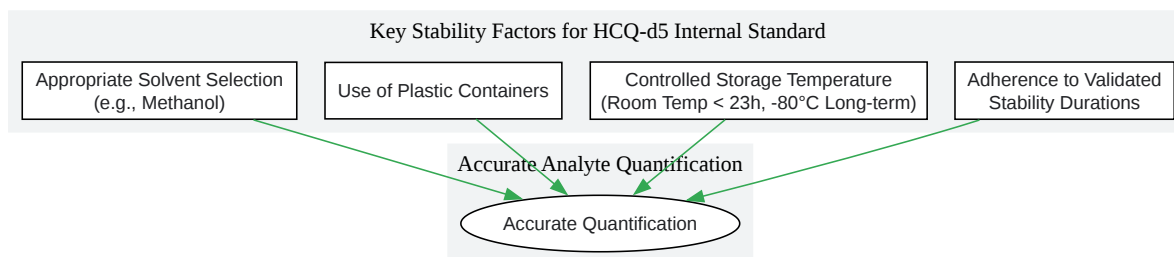 Key Stability Factors for HCQ-d5 Internal Standard
Appropriate Solvent Selection
(e.g., Methanol)
Use of Plastic Containers
Controlled Storage Temperature
(Room Temp < 23h, -80°C Long-term)
Adherence to Validated
Stability Durations
Accurate Analyte Quantification
Accurate Quantification